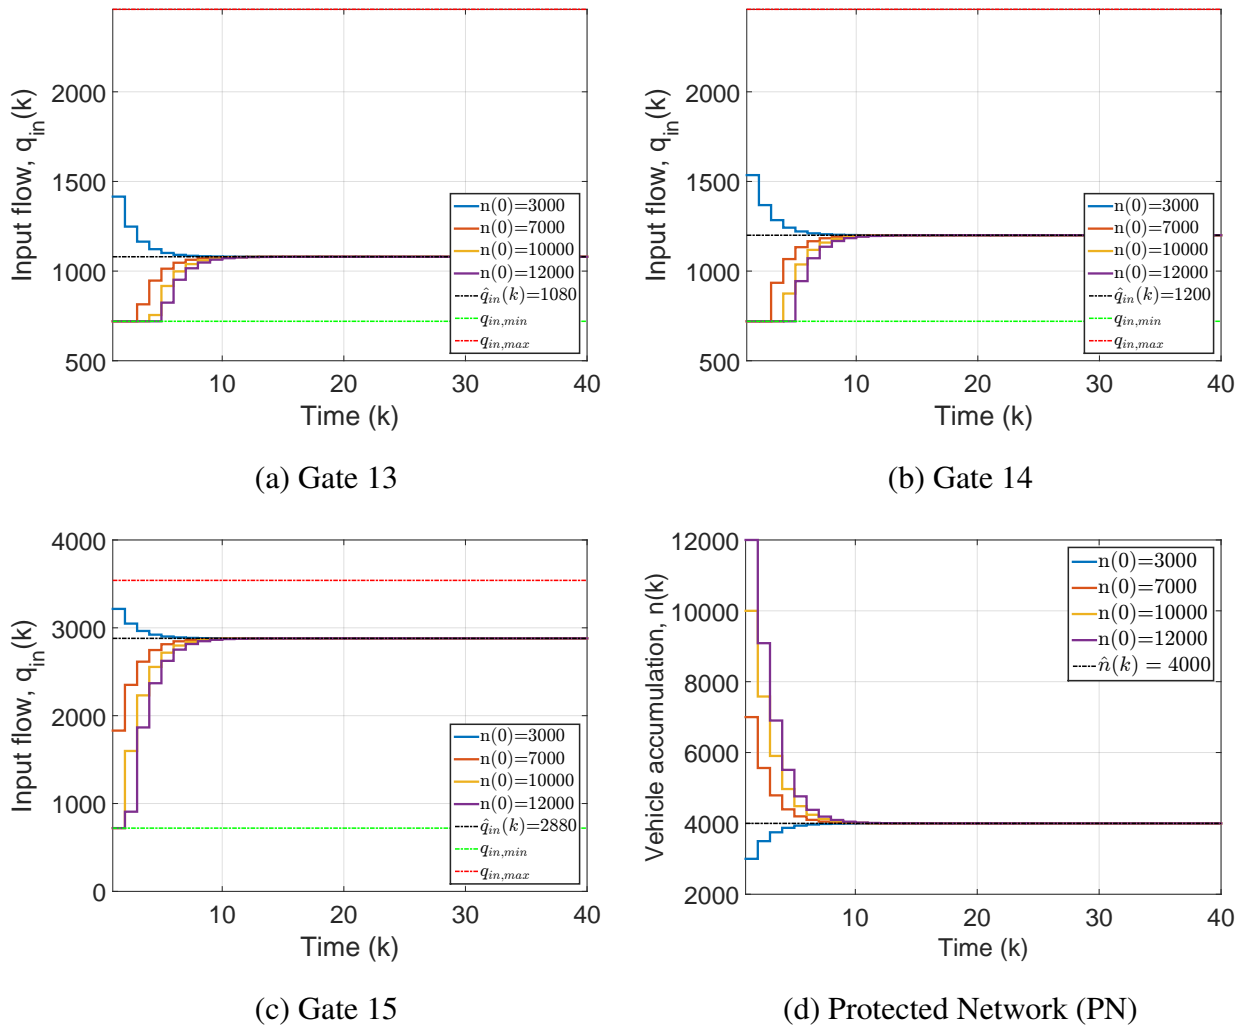 Input flow, q_in(k)
2000
1500
1000
500
10
20
30
40
Time (k)
n(0)=3000
n(0)=7000
n(0)=10000
n(0)=12000
q̂_in(k)=1080
q_in,min
q_in,max
(a) Gate 13
Input flow, q_in(k)
2000
1500
1000
500
10
20
30
40
Time (k)
n(0)=3000
n(0)=7000
n(0)=10000
n(0)=12000
q̂_in(k)=1200
q_in,min
q_in,max
(b) Gate 14
Input flow, q_in(k)
4000
3000
2000
1000
0
10
20
30
40
Time (k)
n(0)=3000
n(0)=7000
n(0)=10000
n(0)=12000
q̂_in(k)=2880
q_in,min
q_in,max
(c) Gate 15
Vehicle accumulation, n(k)
12000
10000
8000
6000
4000
2000
10
20
30
40
Time (k)
n(0)=3000
n(0)=7000
n(0)=10000
n(0)=12000
n̂(k) = 4000
(d) Protected Network (PN)